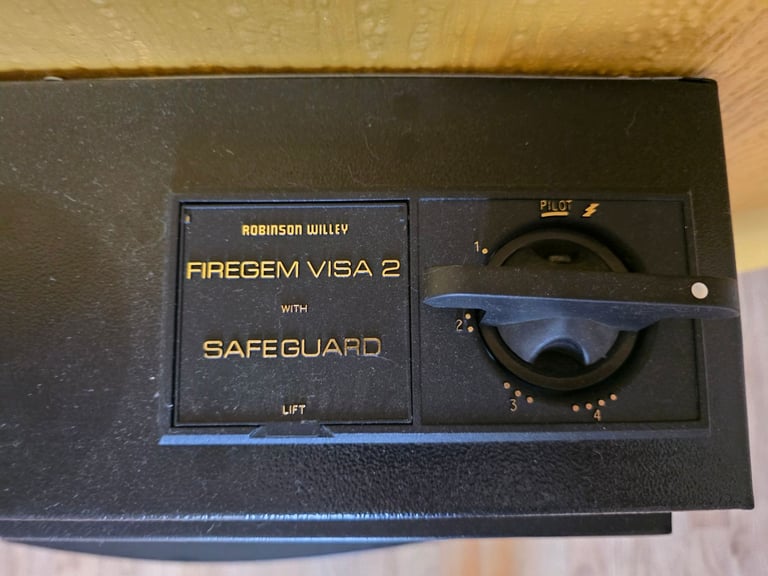 ROBINSON WILLEY
FIREGEM VISA 2
WITH
SAFEGUARD
LIFT
PILOT
1
2
3
4